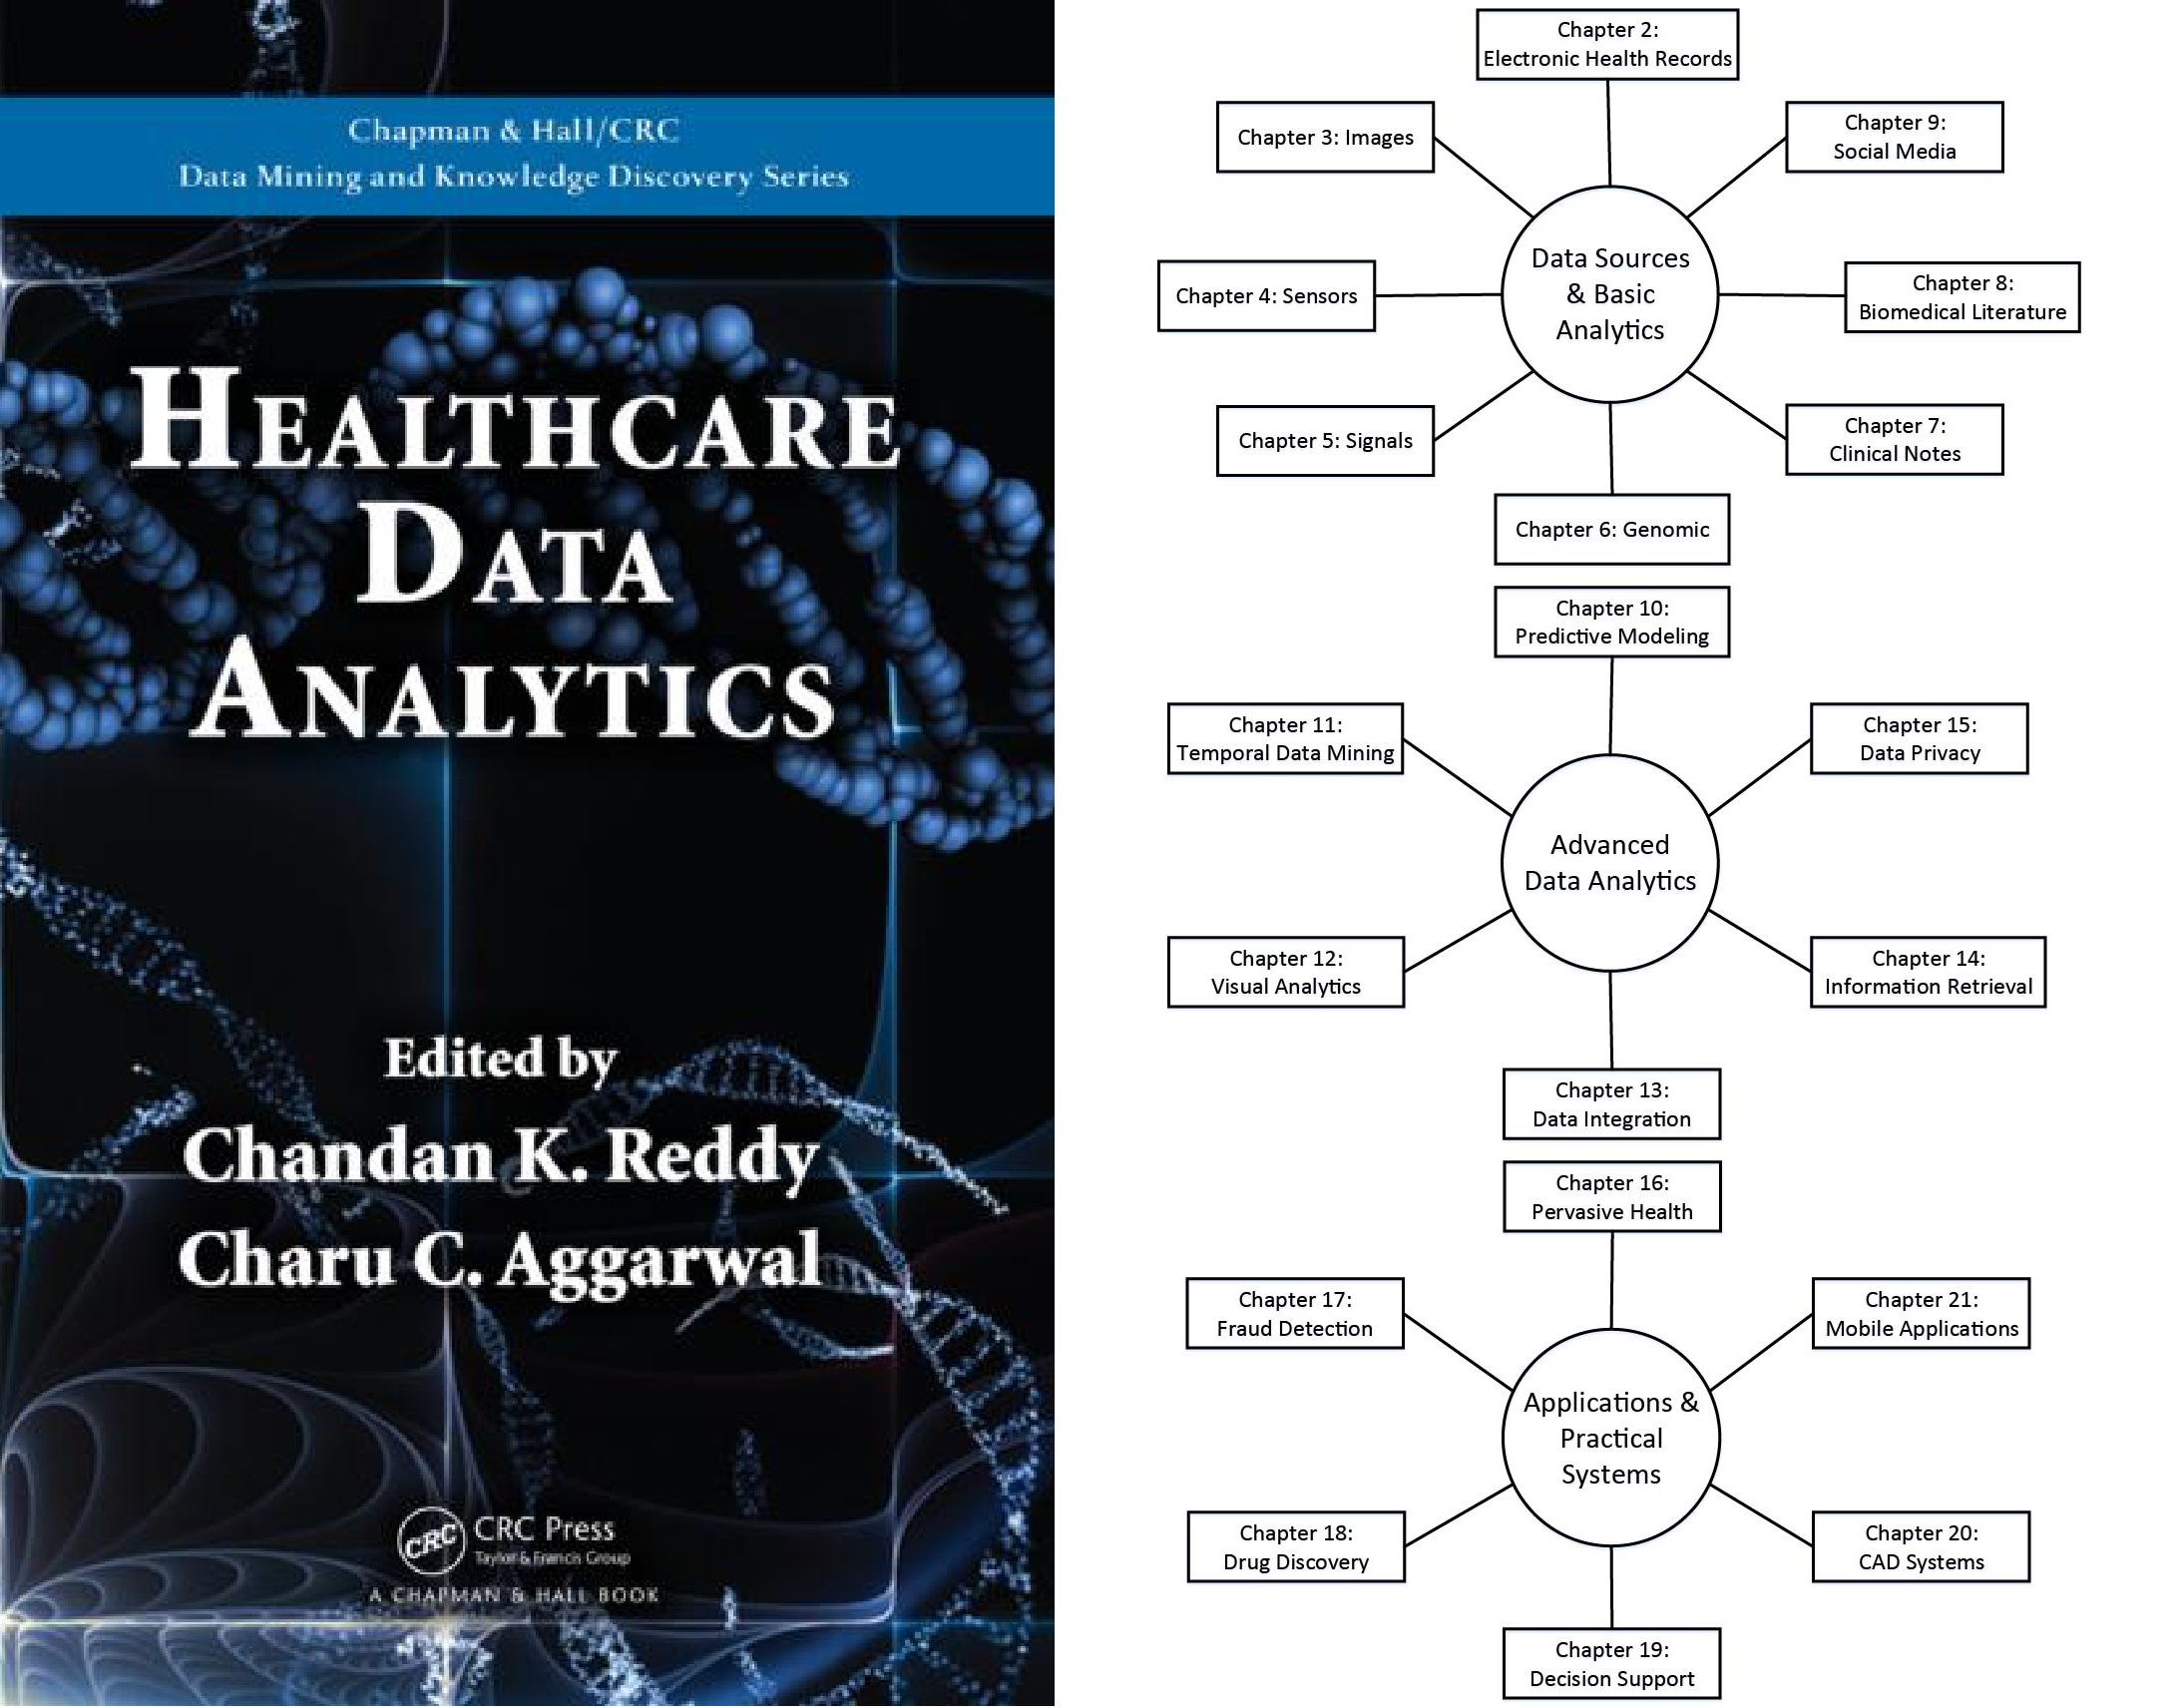 Chapman & Hall/CRC
Data Mining and Knowledge Discovery Series
HEALTHCARE
DATA
ANALYTICS
Edited by
Chandan K. Reddy
Charu C. Aggarwal
CRC
CRC Press
Taylor & Francis Group
A CHAPMAN & HALL BOOK
Chapter 2:
Electronic Health Records
Chapter 3: Images
Chapter 9:
Social Media
Data Sources
& Basic
Analytics
Chapter 4: Sensors
Chapter 8:
Biomedical Literature
Chapter 5: Signals
Chapter 7:
Clinical Notes
Chapter 6: Genomic
Chapter 10:
Predictive Modeling
Chapter 11:
Temporal Data Mining
Chapter 15:
Data Privacy
Advanced
Data Analytics
Chapter 12:
Visual Analytics
Chapter 14:
Information Retrieval
Chapter 13:
Data Integration
Chapter 16:
Pervasive Health
Chapter 17:
Fraud Detection
Chapter 21:
Mobile Applications
Applications &
Practical
Systems
Chapter 18:
Drug Discovery
Chapter 20:
CAD Systems
Chapter 19:
Decision Support